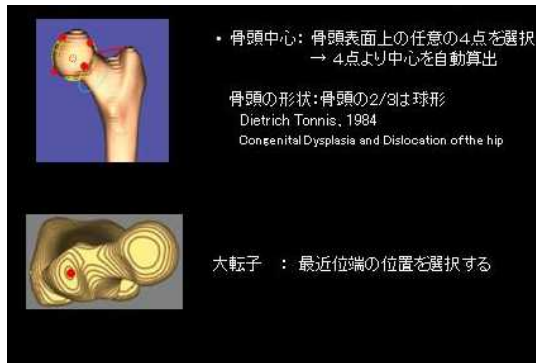 ・骨頭中心：骨頭表面上の任意の4点を選択
→ 4点より中心を自動算出
骨頭の形状：骨頭の2/3は球形
Dietrich Tonnis, 1984
Congenital Dysplasia and Dislocation of the hip
大転子 ： 最近位端の位置を選択する